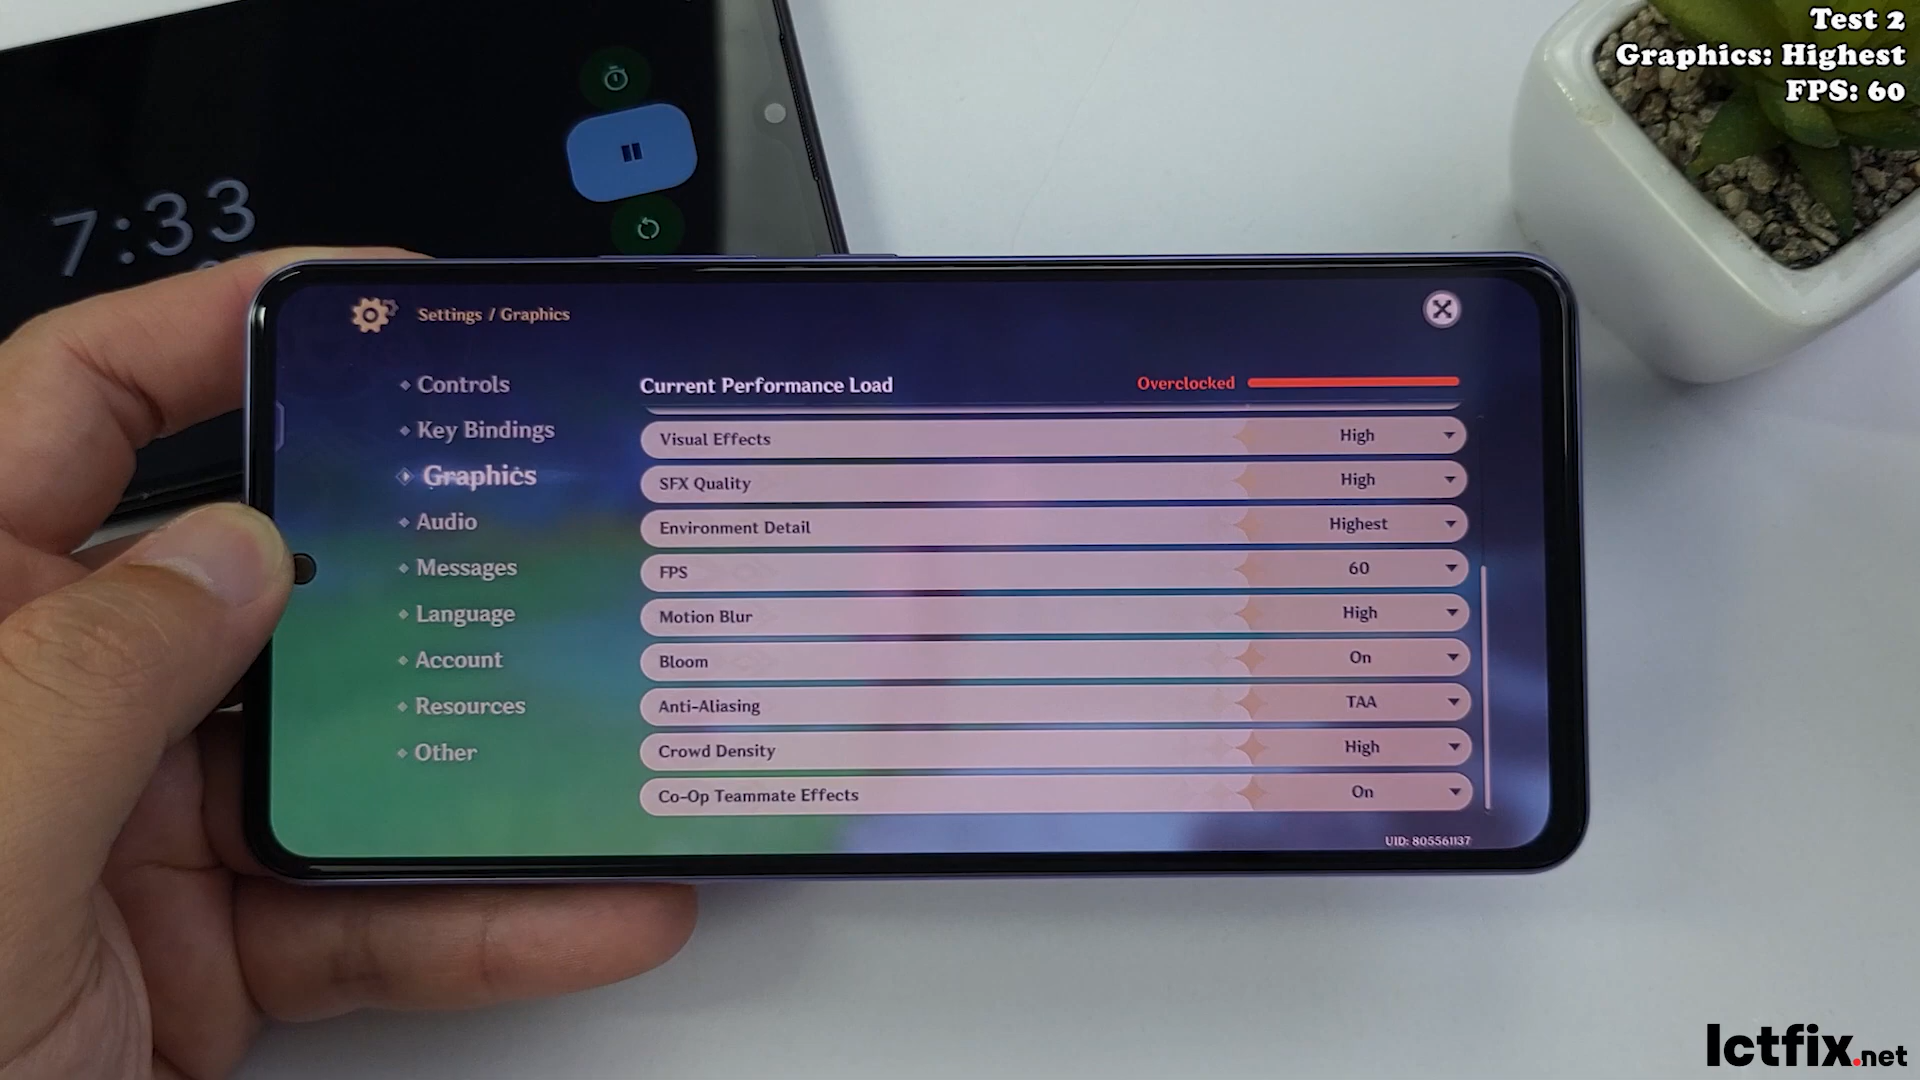 Test 2
Graphics: Highest
FPS: 60
7:33
Settings / Graphics
Controls
Key Bindings
Graphics
Audio
Messages
Language
Account
Resources
Other
Current Performance Load Overclocked
Visual Effects High
SFX Quality High
Environment Detail Highest
FPS 60
Motion Blur High
Bloom On
Anti-Aliasing TAA
Crowd Density High
Co-Op Teammate Effects On
UID: 805561137
Ictfix.net